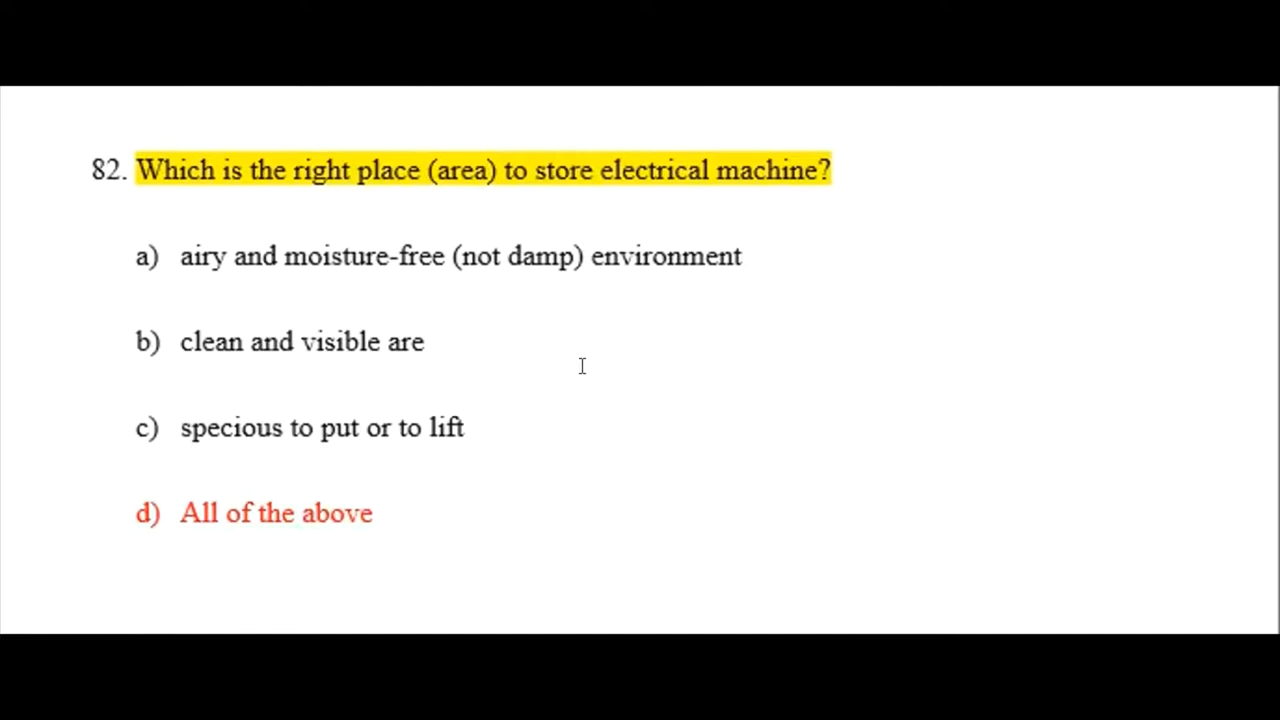 82. Which is the right place (area) to store electrical machine?
a) airy and moisture-free (not damp) environment
b) clean and visible are
c) specious to put or to lift
d) All of the above